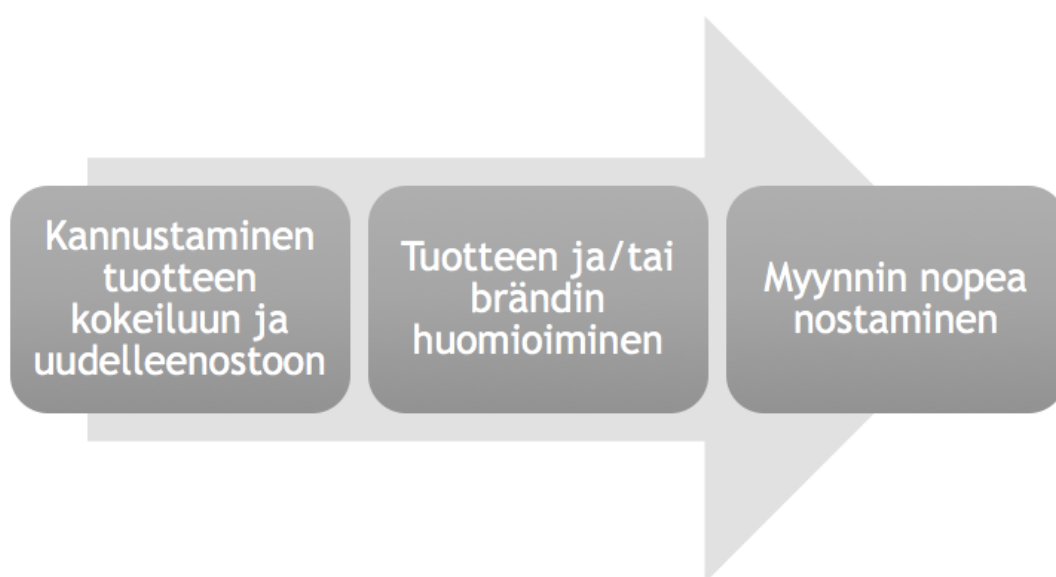 Kannustaminen
tuotteen
kokeiluun ja
uudelleenostoon
Tuotteen ja/tai
brändin
huomioiminen
Myynnin nopea
nostaminen